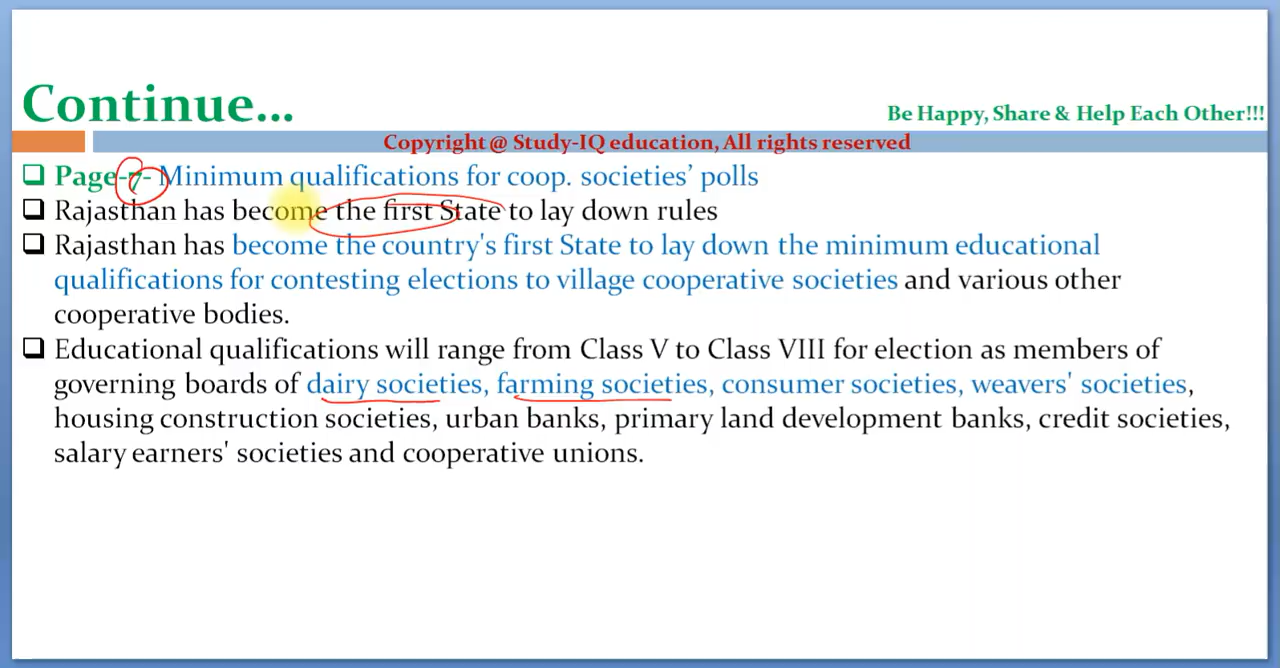 Continue...
Be Happy, Share & Help Each Other!!!
Copyright @ Study-IQ education, All rights reserved
Page-7- Minimum qualifications for coop. societies’ polls
Rajasthan has become the first State to lay down rules
Rajasthan has become the country's first State to lay down the minimum educational
qualifications for contesting elections to village cooperative societies and various other
cooperative bodies.
Educational qualifications will range from Class V to Class VIII for election as members of
governing boards of dairy societies, farming societies, consumer societies, weavers' societies,
housing construction societies, urban banks, primary land development banks, credit societies,
salary earners' societies and cooperative unions.